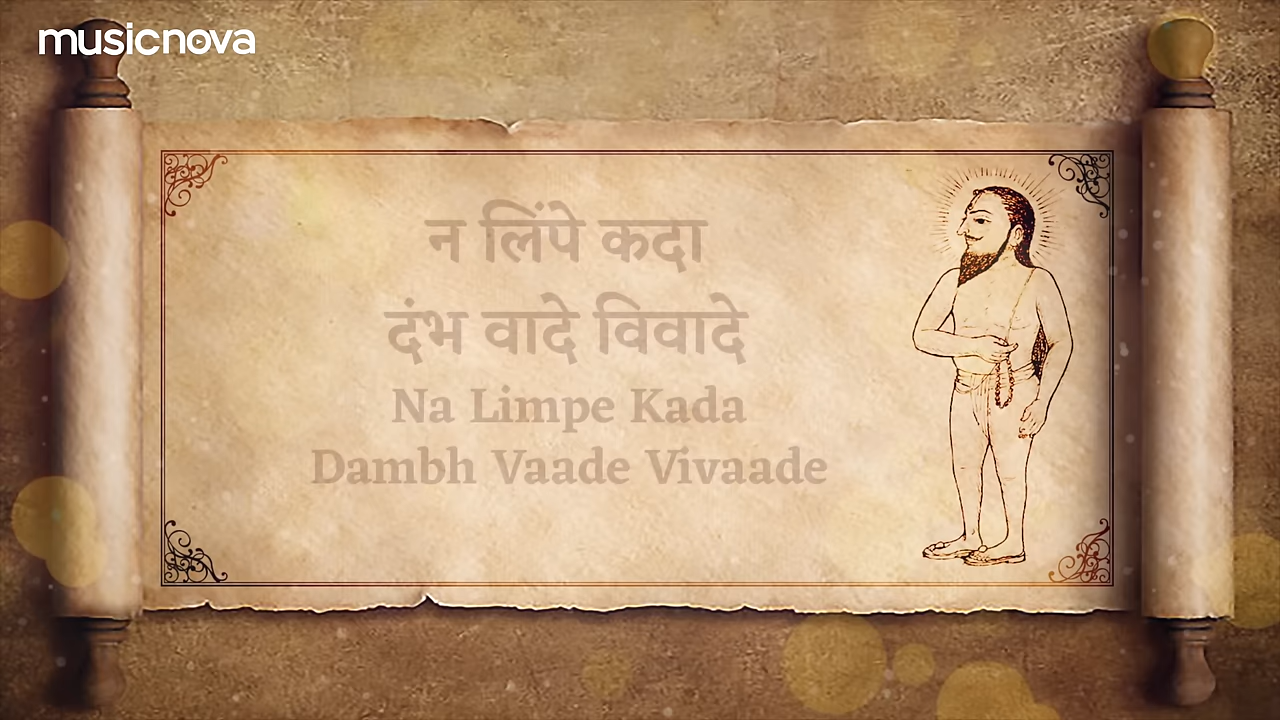 musicnova
न लिंपे कदा
दंभ वादे विवादे
Na Limpe Kada
Dambh Vaade Vivaade